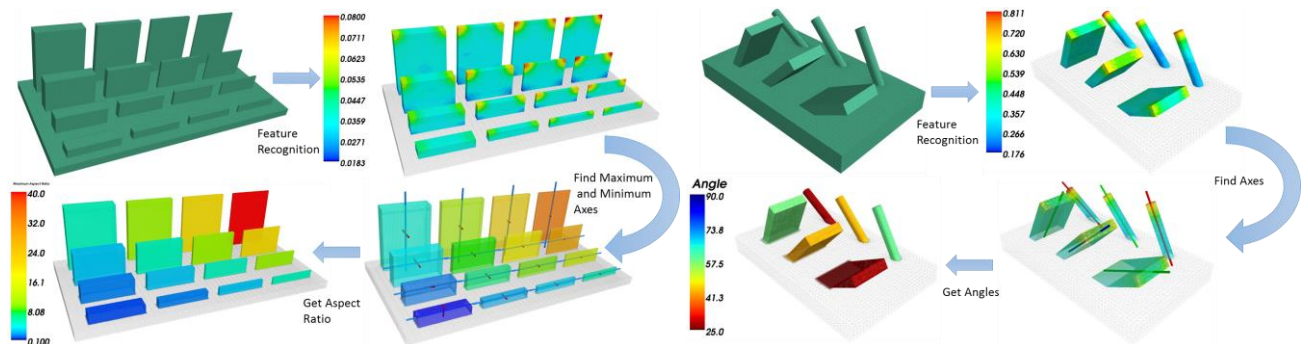 0.0800
0.0711
0.0623
0.0535
0.0447
0.0359
0.0271
0.0183
Feature
Recognition
Find Maximum
and Minimum
Axes
Maximum Aspect Ratio
40.0
32.0
24.0
16.1
8.08
0.100
Get Aspect
Ratio
0.811
0.720
0.630
0.539
0.448
0.357
0.266
0.176
Feature
Recognition
Find Axes
Angle
90.0
73.8
57.5
41.3
25.0
Get Angles